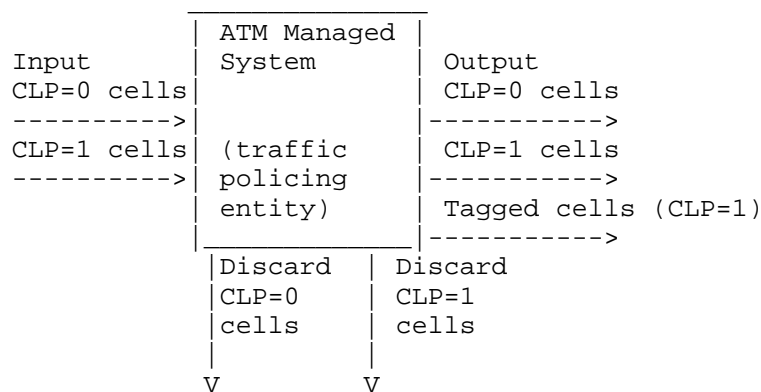 ATM Managed
Input System Output
CLP=0 cells CLP=0 cells
CLP=1 cells (traffic CLP=1 cells
policing
entity) Tagged cells (CLP=1)
Discard Discard
CLP=0 CLP=1
cells cells
V V